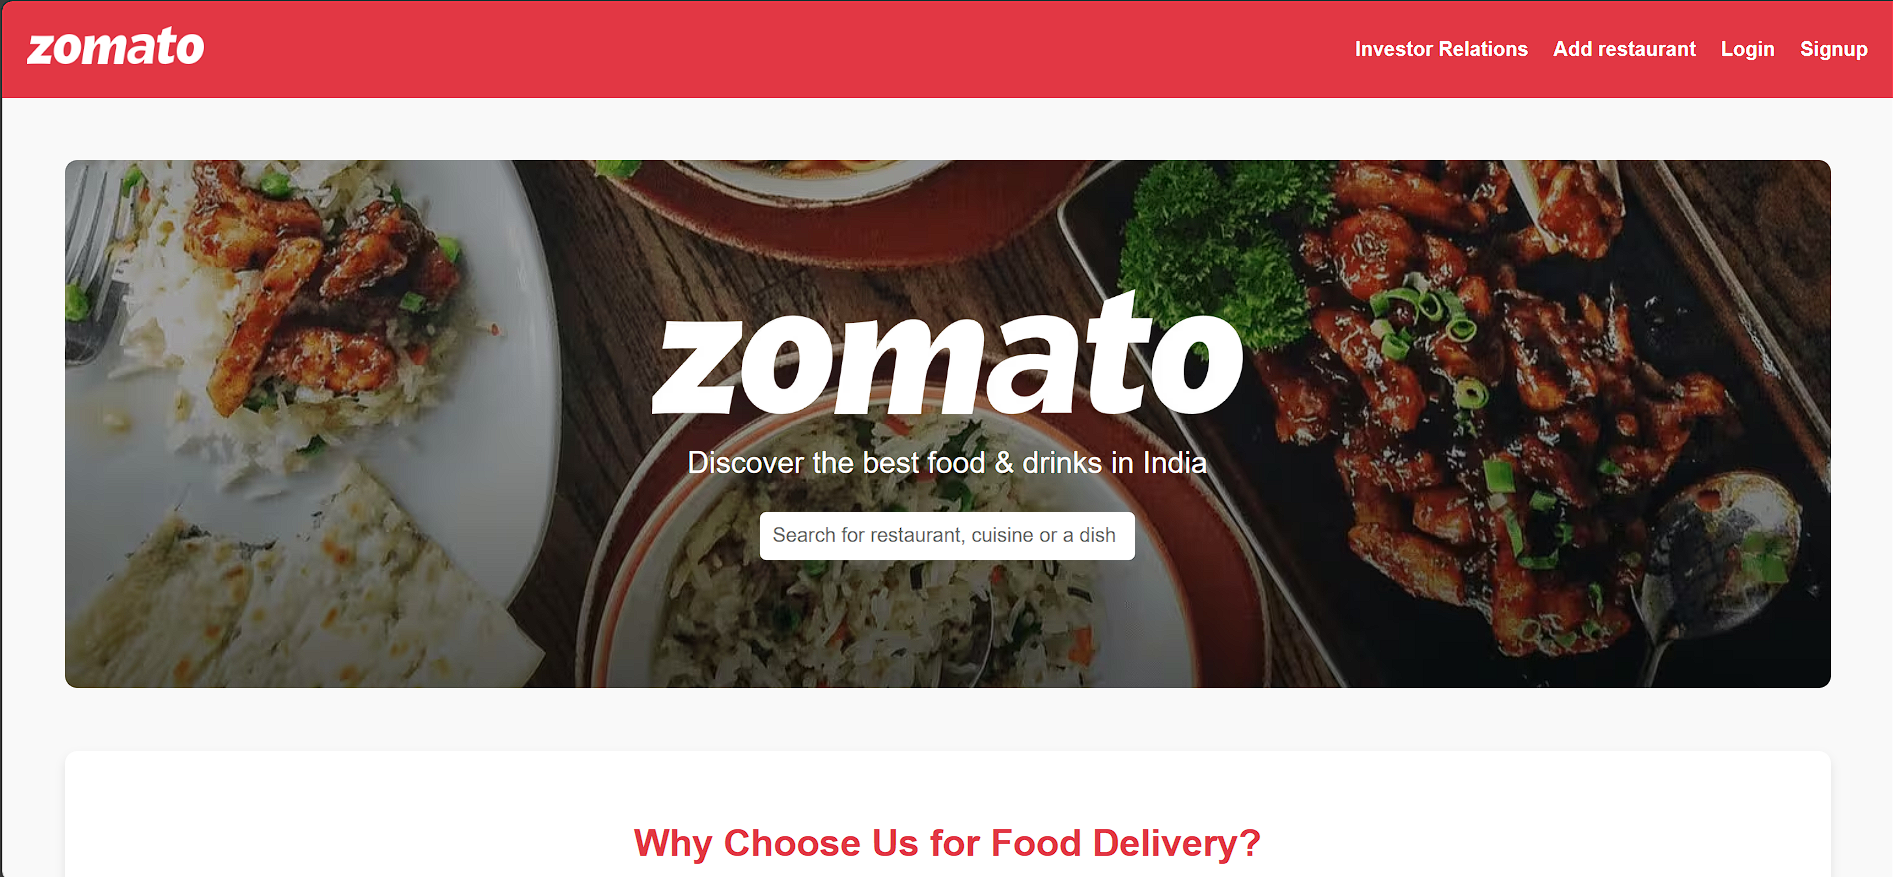 zomato
Investor Relations
Add restaurant
Login
Signup
zomato
Discover the best food & drinks in India
Search for restaurant, cuisine or a dish
Why Choose Us for Food Delivery?